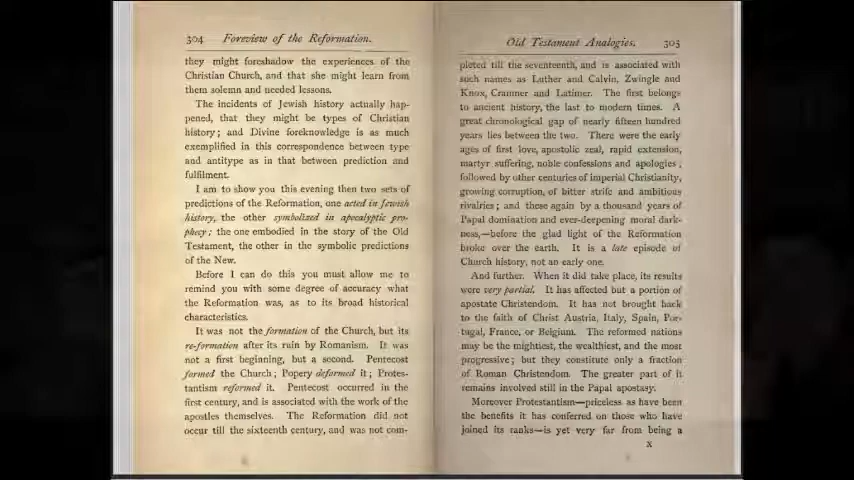 304 Foreview of the Reformation.
they might foreshadow the experiences of the
Christian Church, and that she might learn from
them solemn and needed lessons.
The incidents of Jewish history actually hap-
pened, that they might be types of Christian
history; and Divine foreknowledge is as much
exemplified in this correspondence between type
and antitype as in that between prediction and
fulfilment.
I am to show you this evening then two sets of
predictions of the Reformation, one acted in Jewish
history, the other symbolized in apocalyptic pro-
phecy; the one embodied in the story of the Old
Testament, the other in the symbolic predictions
of the New.
Before I can do this you must allow me to
remind you with some degree of accuracy what
the Reformation was, as to its broad historical
characteristics.
It was not the formation of the Church, but its
re-formation after its ruin by Romanism. It was
not a first beginning, but a second. Pentecost
formed the Church; Popery deformed it; Protes-
tantism reformed it. Pentecost occurred in the
first century, and is associated with the work of the
apostles themselves. The Reformation did not
occur till the sixteenth century, and was not com-
Old Testament Analogies. 305
pleted till the seventeenth, and is associated with
such names as Luther and Calvin, Zwingle and
Knox, Cranmer and Latimer. The first belongs
to ancient history, the last to modern times. A
great chronological gap of nearly fifteen hundred
years lies between the two. There were the early
ages of first love, apostolic zeal, rapid extension,
martyr suffering, noble confessions and apologies,
followed by other centuries of imperial Christianity,
growing corruption, of bitter strife and ambitious
rivalries; and these again by a thousand years of
Papal domination and ever-deepening moral dark-
ness,—before the glad light of the Reformation
broke over the earth. It is a late episode of
Church history, not an early one.
And further. When it did take place, its results
were very partial. It has affected but a portion of
apostate Christendom. It has not brought back
to the faith of Christ Austria, Italy, Spain, Por-
tugal, France, or Belgium. The reformed nations
may be the mightiest, the wealthiest, and the most
progressive; but they constitute only a fraction
of Roman Christendom. The greater part of it
remains involved still in the Papal apostasy.
Moreover Protestantism—priceless as have been
the benefits it has conferred on those who have
joined its ranks—is yet very far from being a
X